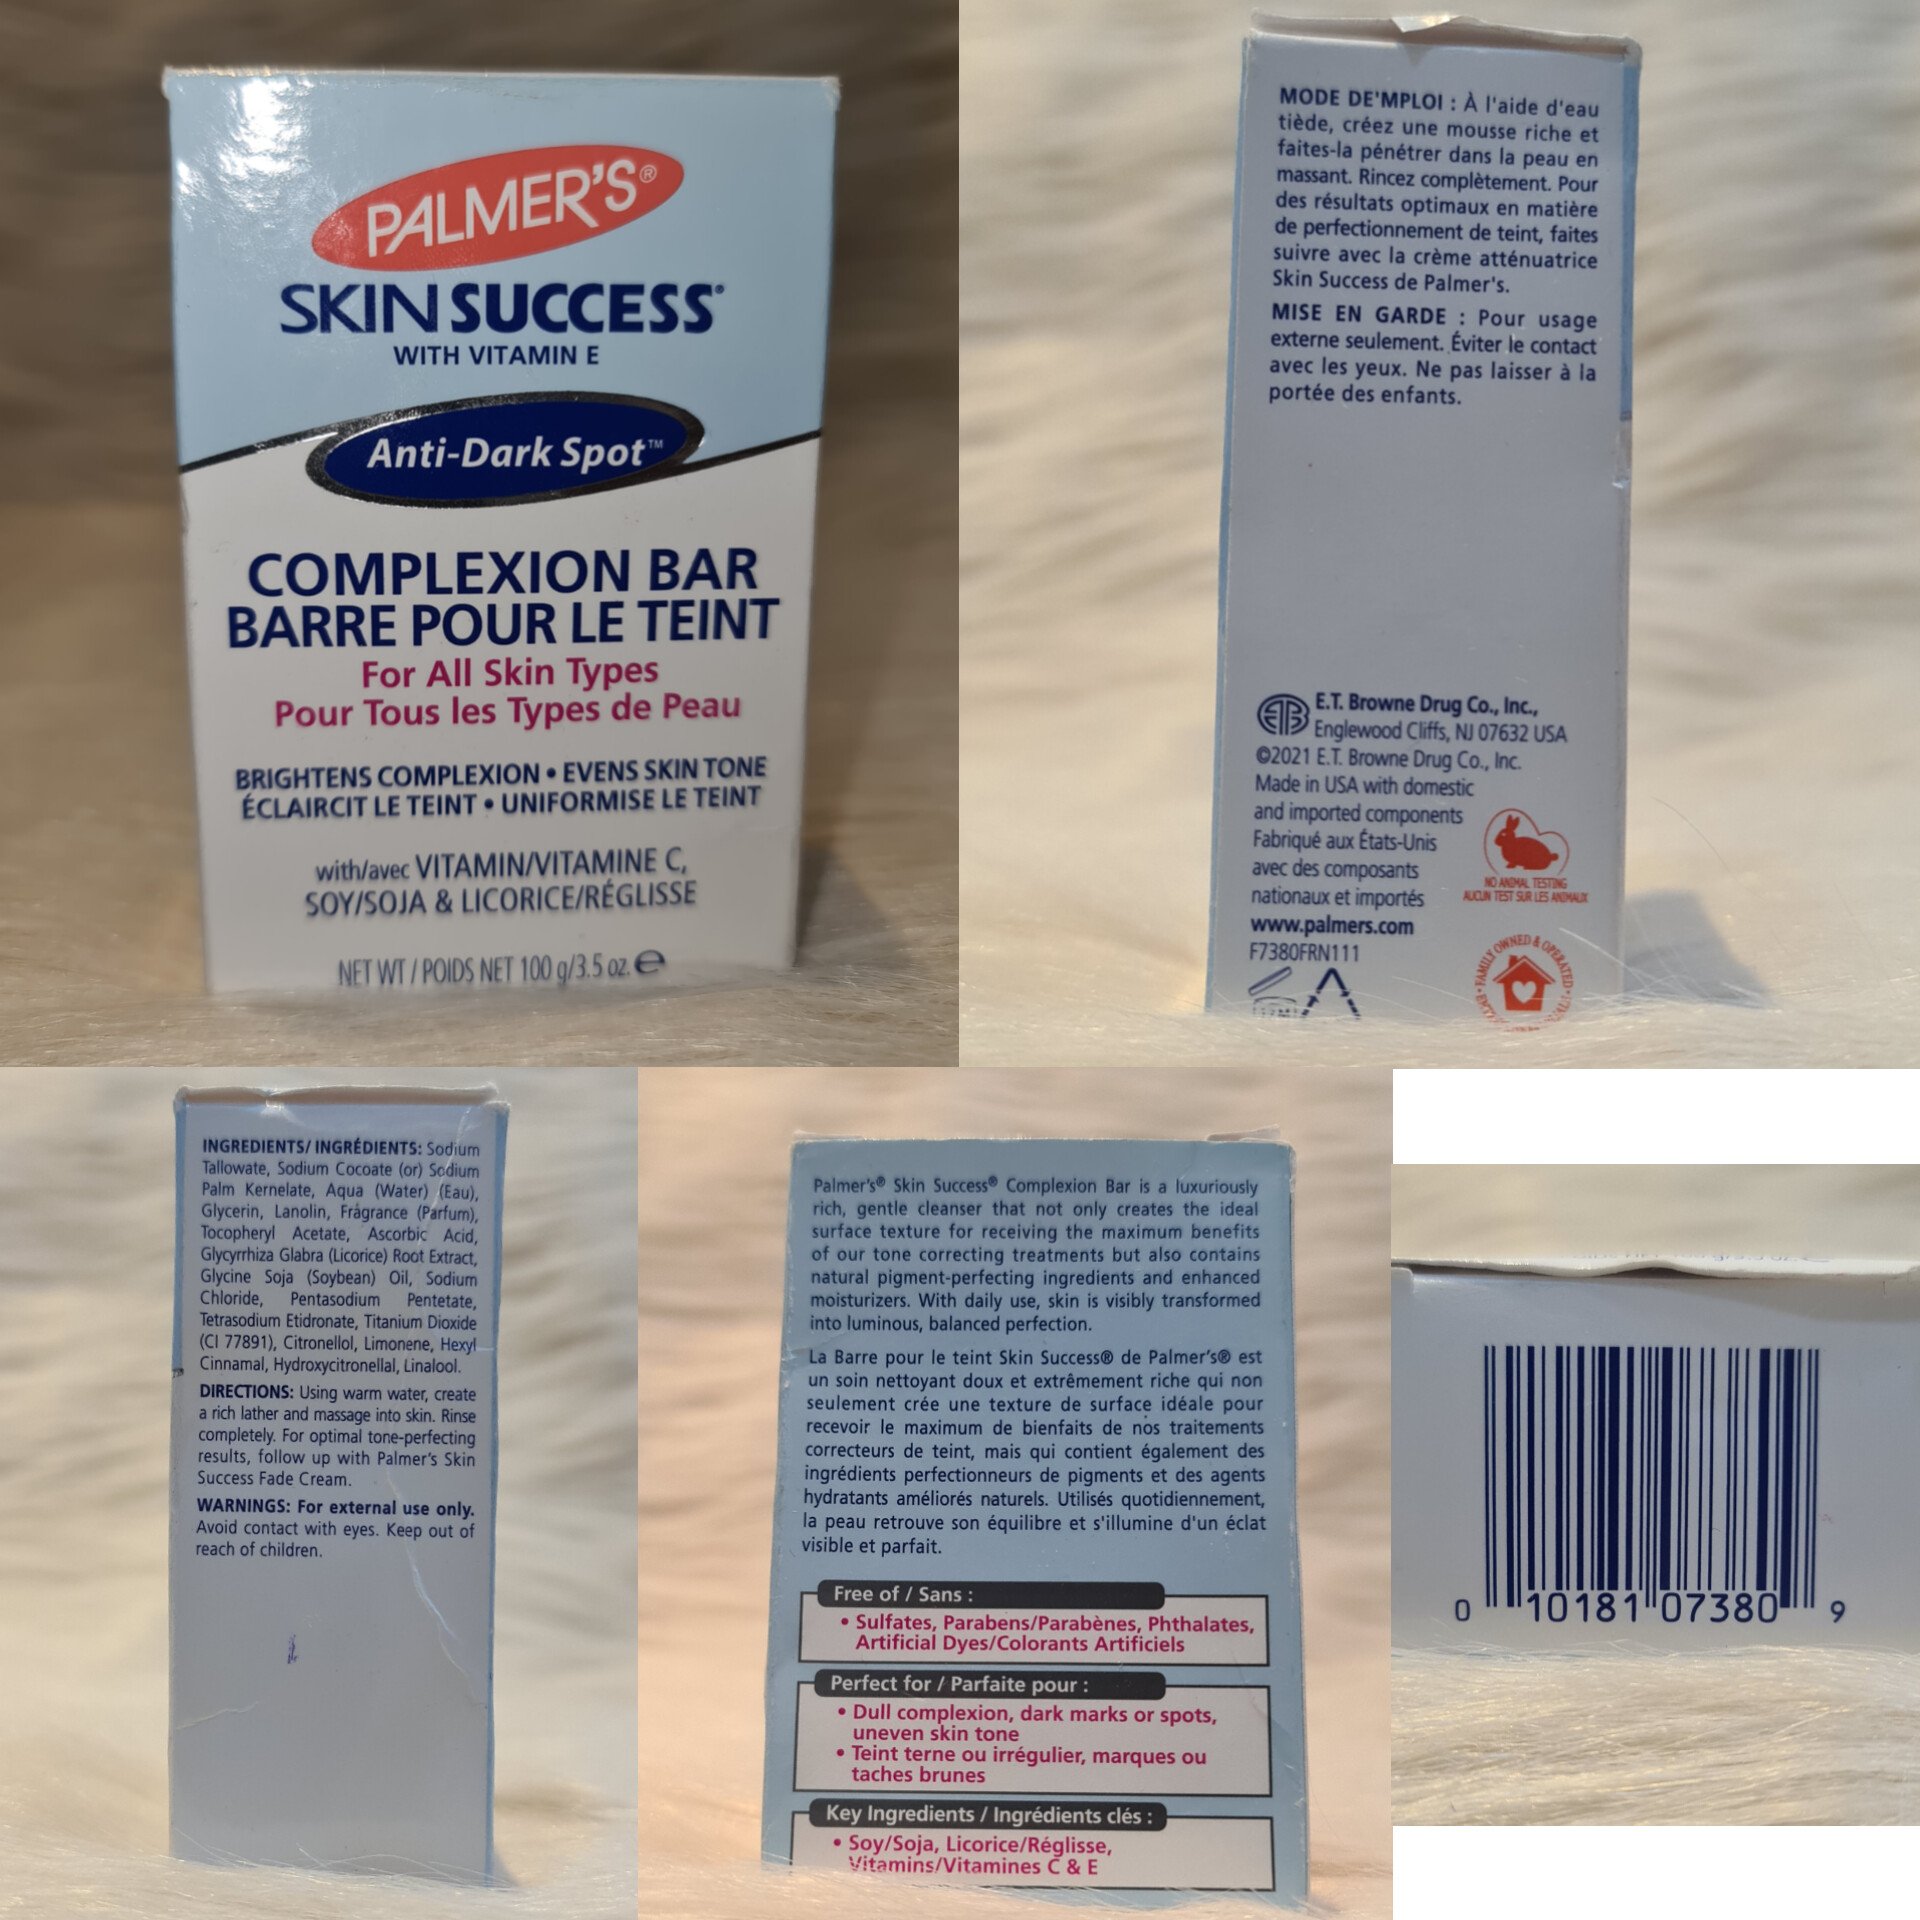 PALMER'S®
SKIN SUCCESS®
WITH VITAMIN E
Anti-Dark Spot™
COMPLEXION BAR
BARRE POUR LE TEINT
For All Skin Types
Pour Tous les Types de Peau
BRIGHTENS COMPLEXION • EVENS SKIN TONE
ÉCLAIRCIT LE TEINT • UNIFORMISE LE TEINT
with/avec VITAMIN/VITAMINE C,
SOY/SOJA & LICORICE/RÉGLISSE
NET WT / POIDS NET 100 g/3.5 oz. ℮
MODE DE'MPLOI : À l'aide d'eau
tiède, créez une mousse riche et
faites-la pénétrer dans la peau en
massant. Rincez complètement. Pour
des résultats optimaux en matière
de perfectionnement de teint, faites
suivre avec la crème atténuatrice
Skin Success de Palmer's.
MISE EN GARDE : Pour usage
externe seulement. Éviter le contact
avec les yeux. Ne pas laisser à la
portée des enfants.
ETB
E.T. Browne Drug Co., Inc.,
Englewood Cliffs, NJ 07632 USA
©2021 E.T. Browne Drug Co., Inc.
Made in USA with domestic
and imported components
Fabriqué aux États-Unis
avec des composants
nationaux et importés
www.palmers.com
F7380FRN111
NO ANIMAL TESTING
AUCUN TEST SUR LES ANIMAUX
FAMILY OWNED & OPERATED
12M
INGREDIENTS/ INGRÉDIENTS: Sodium
Tallowate, Sodium Cocoate (or) Sodium
Palm Kernelate, Aqua (Water) (Eau),
Glycerin, Lanolin, Fragrance (Parfum),
Tocopheryl Acetate, Ascorbic Acid,
Glycyrrhiza Glabra (Licorice) Root Extract,
Glycine Soja (Soybean) Oil, Sodium
Chloride, Pentasodium Pentetate,
Tetrasodium Etidronate, Titanium Dioxide
(CI 77891), Citronellol, Limonene, Hexyl
Cinnamal, Hydroxycitronellal, Linalool.
DIRECTIONS: Using warm water, create
a rich lather and massage into skin. Rinse
completely. For optimal tone-perfecting
results, follow up with Palmer's Skin
Success Fade Cream.
WARNINGS: For external use only.
Avoid contact with eyes. Keep out of
reach of children.
Palmer's® Skin Success® Complexion Bar is a luxuriously
rich, gentle cleanser that not only creates the ideal
surface texture for receiving the maximum benefits
of our tone correcting treatments but also contains
natural pigment-perfecting ingredients and enhanced
moisturizers. With daily use, skin is visibly transformed
into luminous, balanced perfection.
La Barre pour le teint Skin Success® de Palmer's® est
un soin nettoyant doux et extrêmement riche qui non
seulement crée une texture de surface idéale pour
recevoir le maximum de bienfaits de nos traitements
correcteurs de teint, mais qui contient également des
ingrédients perfectionneurs de pigments et des agents
hydratants améliorés naturels. Utilisés quotidiennement,
la peau retrouve son équilibre et s'illumine d'un éclat
visible et parfait.
Free of / Sans :
• Sulfates, Parabens/Parabènes, Phthalates,
Artificial Dyes/Colorants Artificiels
Perfect for / Parfaite pour :
• Dull complexion, dark marks or spots,
uneven skin tone
• Teint terne ou irrégulier, marques ou
taches brunes
Key Ingredients / Ingrédients clés :
• Soy/Soja, Licorice/Réglisse,
Vitamins/Vitamines C & E
0 10181 07380 9